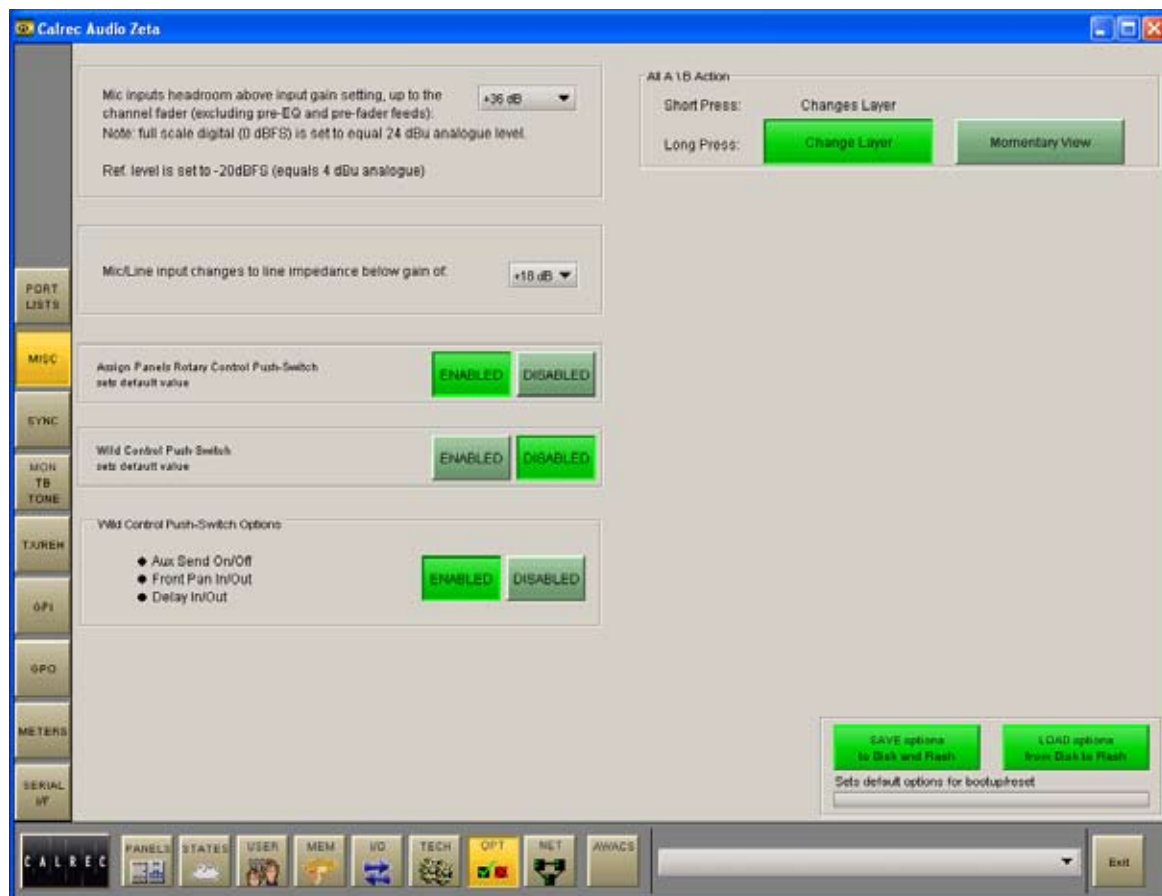 Calrec Audio Zeta
Mic inputs headroom above input gain setting, up to the
channel fader (excluding pre-EQ and pre-fader feeds):
+36 dB
Note: full scale digital (0 dBFS) is set to equal 24 dBu analogue level.
Ref. level is set to -20dBFS (equals 4 dBu analogue)
All A \ B Action
Short Press:
Changes Layer
Long Press:
Change Layer
Momentary View
Mic/Line input changes to line impedance below gain of:
+18 dB
Assign Panels Rotary Control Push-Switch
sets default value
ENABLED
DISABLED
Wild Control Push-Switch
sets default value
ENABLED
DISABLED
Wild Control Push-Switch Options
● Aux Send On/Off
● Front Pan In/Out
● Delay In/Out
ENABLED
DISABLED
PORT
LISTS
MISC
SYNC
MON
TB
TONE
TX/REH
GPI
GPO
METERS
SERIAL
I/F
SAVE options
to Disk and Flash
LOAD options
from Disk to Flash
Sets default options for bootup/reset
CALREC
PANELS
STATES
USER
MEM
I/O
TECH
OPT
NET
AWACS
Exit